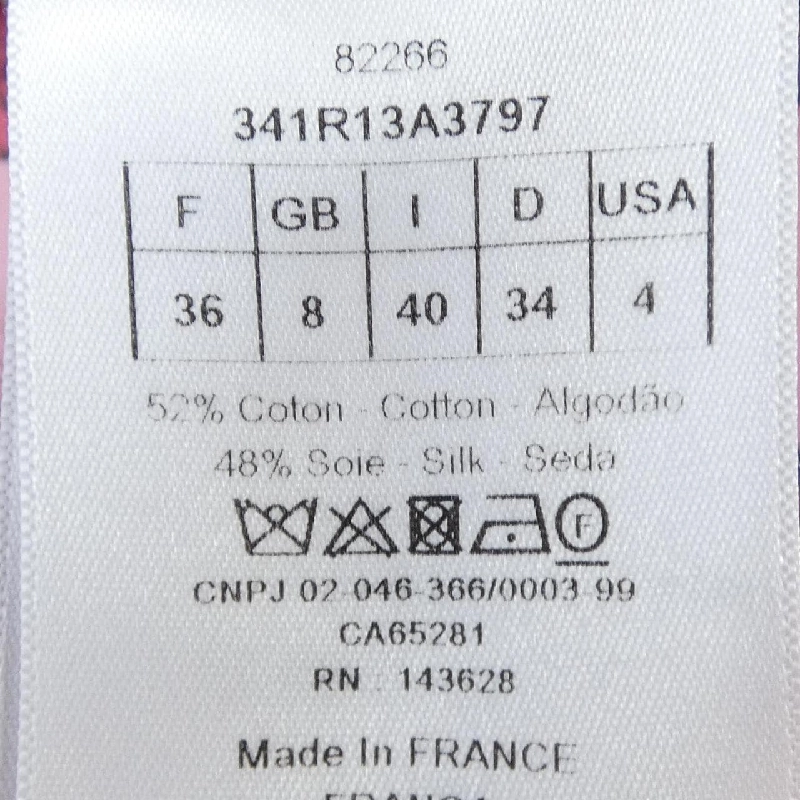 82266
341R13A3797
F GB I D USA
36 8 40 34 4
52% Coton - Cotton - Algodão
48% Soie - Silk - Seda
F
CNPJ 02-046-366/0003-99
CA65281
RN : 143628
Made In FRANCE